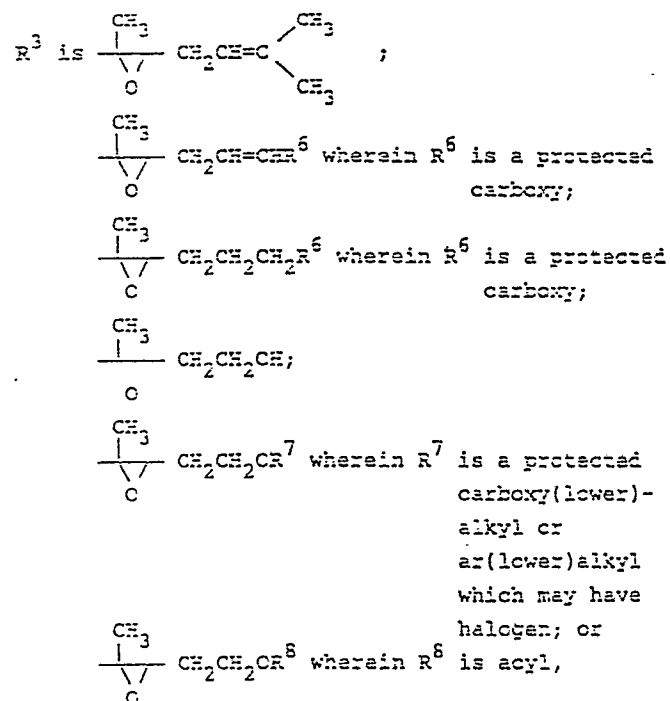 CH3
R3 is CH2CH=C CH3 ;
O CH3
CH3
CH2CH=CHR6 wherein R6 is a protected
O carboxy;
CH3
CH2CH2CH2R6 wherein R6 is a protected
O carboxy;
CH3
CH2CH2CH;
O
CH3
CH2CH2CR7 wherein R7 is a protected
O carboxy(lower)-
alkyl or
ar(lower)alkyl
which may have
halogen; or
CH3
CH2CH2OR8 wherein R8 is acyl,
O